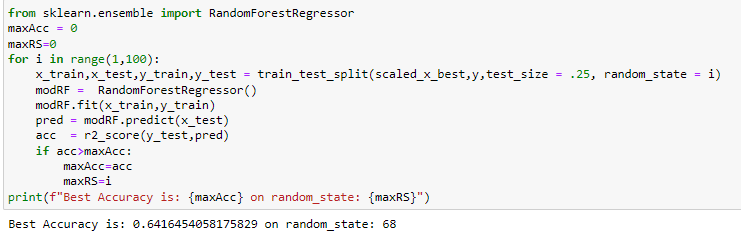 from sklearn.ensemble import RandomForestRegressor
maxAcc = 0
maxRS=0
for i in range(1,100):
    x_train,x_test,y_train,y_test = train_test_split(scaled_x_best,y,test_size = .25, random_state = i)
    modRF =  RandomForestRegressor()
    modRF.fit(x_train,y_train)
    pred = modRF.predict(x_test)
    acc  = r2_score(y_test,pred)
    if acc>maxAcc:
        maxAcc=acc
        maxRS=i
print(f"Best Accuracy is: {maxAcc} on random_state: {maxRS}")
Best Accuracy is: 0.6416454058175829 on random_state: 68